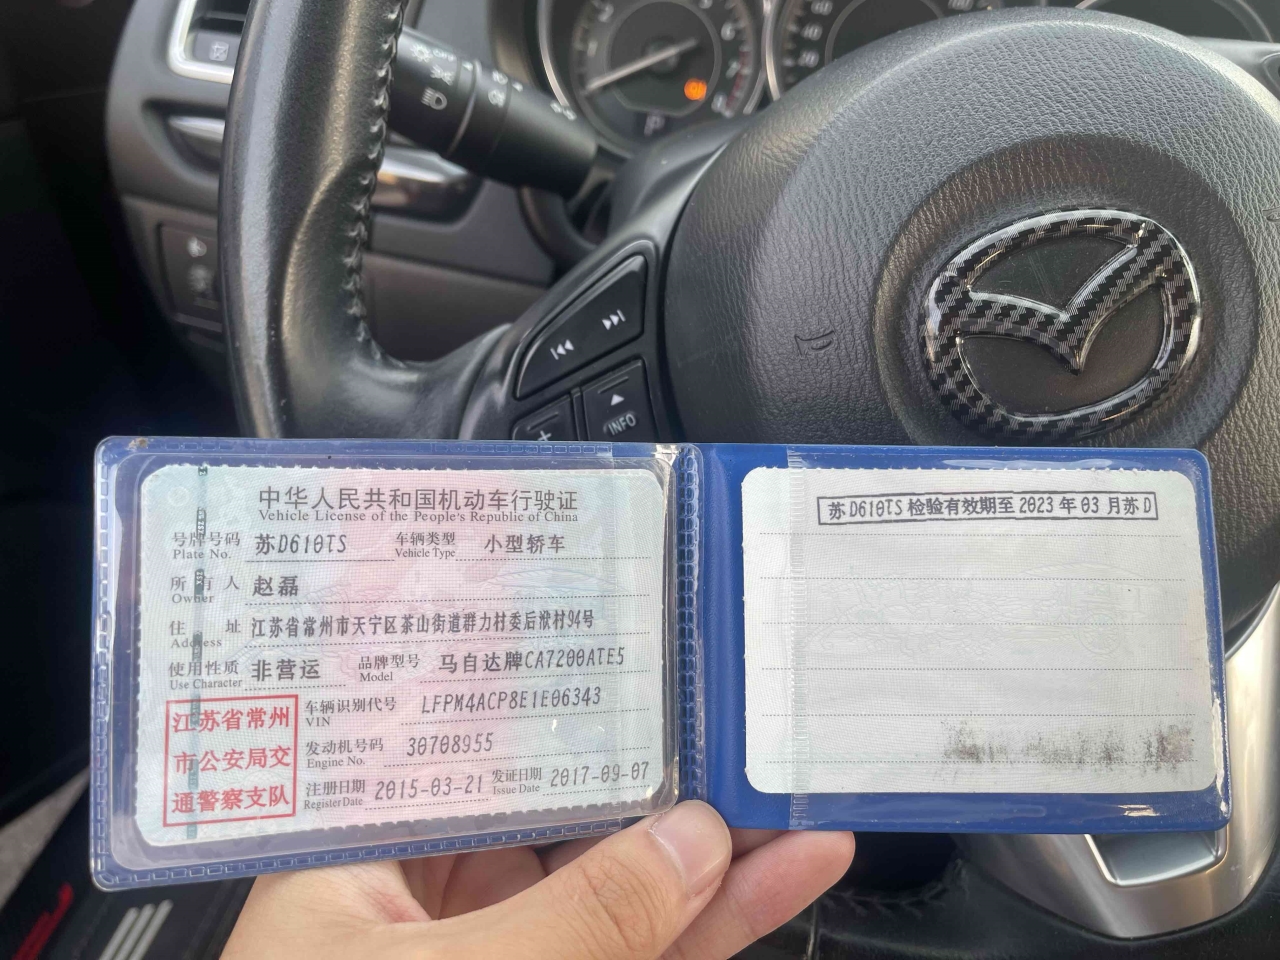 INFO
中华人民共和国机动车行驶证
Vehicle License of the People's Republic of China
号牌号码 苏D610TS 车辆类型 小型轿车
Plate No. Vehicle Type
所有人 赵磊
Owner
住址 江苏省常州市天宁区茶山街道群力村委后袱村94号
Address
使用性质 非营运 品牌型号 马自达牌CA7200ATE5
Use Character Model
车辆识别代号 LFPM4ACP8E1E06343
VIN
发动机号码 30708955
Engine No.
注册日期 2015-03-21 发证日期 2017-09-07
Register Date Issue Date
江苏省常州
市公安局交
通警察支队
苏D610TS 检验有效期至 2023 年 03 月苏 D